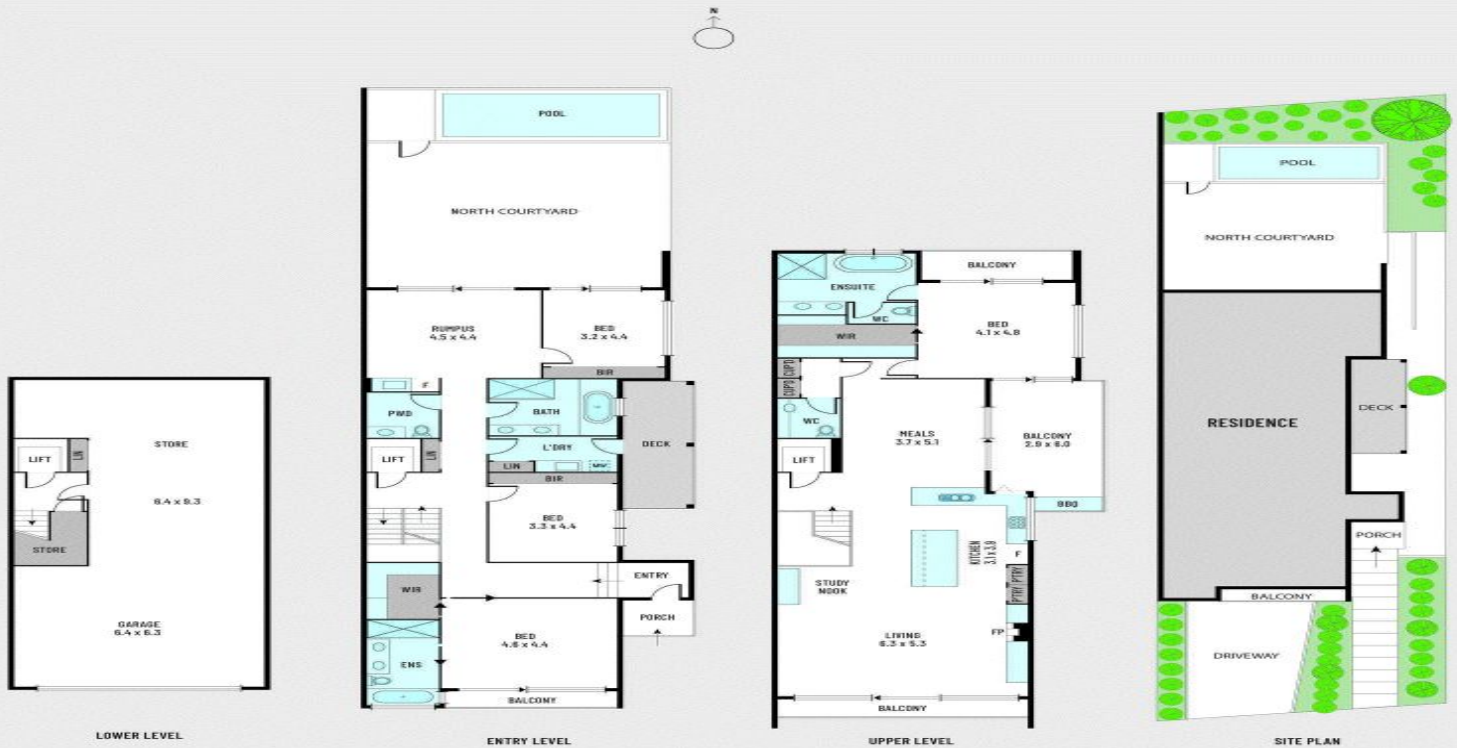 N
STORE
LIFT
LIN
6.4 x 9.3
STORE
GARAGE
6.4 x 6.3
LOWER LEVEL
POOL
NORTH COURTYARD
RUMPUS
4.5 x 4.4
BED
3.2 x 4.4
BIR
F
PWD
BATH
LIFT
LIN
L'DRY
LIN
WM
DECK
BIR
BED
3.3 x 4.4
WIR
ENTRY
PORCH
BED
4.6 x 4.4
ENS
BALCONY
ENTRY LEVEL
BALCONY
ENSUITE
WC
BED
4.1 x 4.8
WIR
CUPD
CUPD
WC
MEALS
3.7 x 5.1
BALCONY
2.9 x 6.0
LIFT
BBQ
KITCHEN
3.1 x 3.9
F
PTRY
PTRY
STUDY
NOOK
LIVING
6.3 x 5.3
FP
BALCONY
UPPER LEVEL
POOL
NORTH COURTYARD
RESIDENCE
DECK
PORCH
BALCONY
DRIVEWAY
SITE PLAN